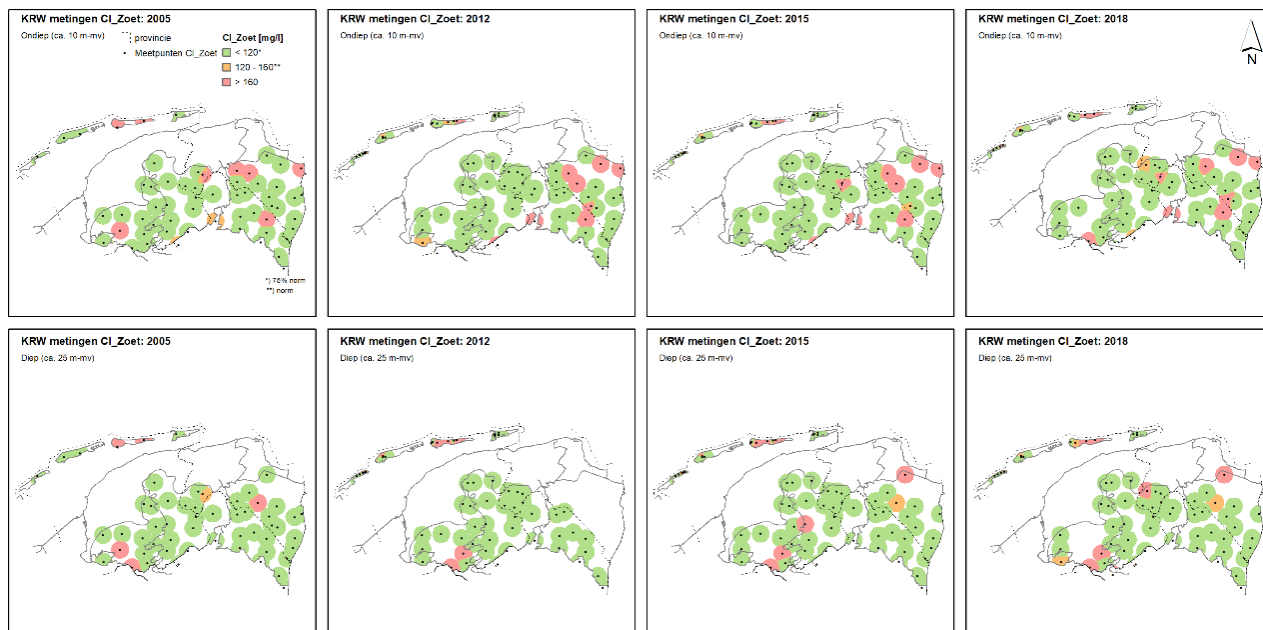 KRW metingen Cl_Zoet: 2005
Ondiep (ca. 10 m-mv)
provincie
Meetpunten Cl_Zoet
Cl_Zoet [mg/l]
< 120*
120 - 160**
> 160
*) 75% norm
**) norm
KRW metingen Cl_Zoet: 2012
Ondiep (ca. 10 m-mv)
KRW metingen Cl_Zoet: 2015
Ondiep (ca. 10 m-mv)
KRW metingen Cl_Zoet: 2018
Ondiep (ca. 10 m-mv)
N
KRW metingen Cl_Zoet: 2005
Diep (ca. 25 m-mv)
KRW metingen Cl_Zoet: 2012
Diep (ca. 25 m-mv)
KRW metingen Cl_Zoet: 2015
Diep (ca. 25 m-mv)
KRW metingen Cl_Zoet: 2018
Diep (ca. 25 m-mv)